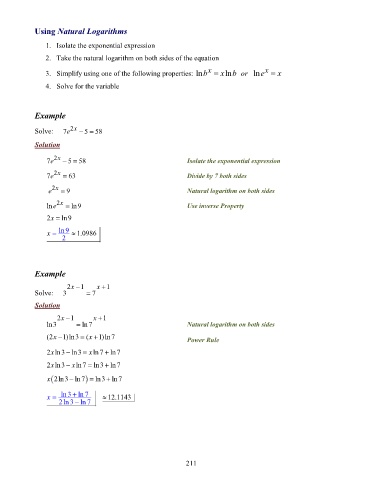 Using Natural Logarithms
1. Isolate the exponential expression
2. Take the natural logarithm on both sides of the equation
3. Simplify using one of the following properties: ln b^x = x ln b or ln e^x = x
4. Solve for the variable
Example
Solve: 7e^{2x} − 5 = 58
Solution
7e^{2x} − 5 = 58 Isolate the exponential expression
7e^{2x} = 63 Divide by 7 both sides
e^{2x} = 9 Natural logarithm on both sides
ln e^{2x} = ln 9 Use inverse Property
2x = ln 9
x = ln 9 / 2 ≈ 1.0986
Example
Solve: 3^{2x−1} = 7^{x+1}
Solution
ln 3^{2x−1} = ln 7^{x+1} Natural logarithm on both sides
(2x−1) ln 3 = (x+1) ln 7 Power Rule
2x ln 3 − ln 3 = x ln 7 + ln 7
2x ln 3 − x ln 7 = ln 3 + ln 7
x(2 ln 3 − ln 7) = ln 3 + ln 7
x = (ln 3 + ln 7) / (2 ln 3 − ln 7) ≈ 12.1143
211